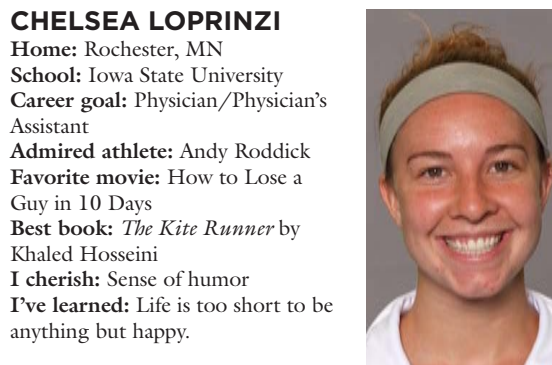 CHELSEA LOPRINZI
Home: Rochester, MN
School: Iowa State University
Career goal: Physician/Physician’s
Assistant
Admired athlete: Andy Roddick
Favorite movie: How to Lose a
Guy in 10 Days
Best book: The Kite Runner by
Khaled Hosseini
I cherish: Sense of humor
I’ve learned: Life is too short to be
anything but happy.